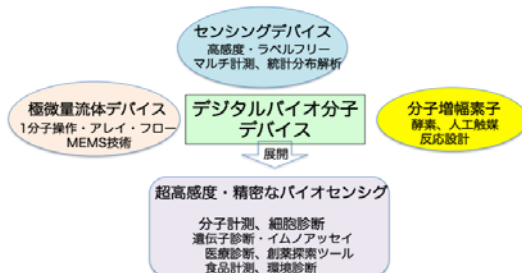 センシングデバイス
高感度・ラベルフリー
マルチ計測、統計分布解析
極微量流体デバイス
1分子操作・アレイ・フロー
MEMS技術
デジタルバイオ分子
デバイス
分子増幅素子
酵素、人工触媒
反応設計
展開
超高感度・精密なバイオセンシグ
分子計測、細胞診断
遺伝子診断・イムノアッセイ
医療診断、創薬探索ツール
食品計測、環境診断